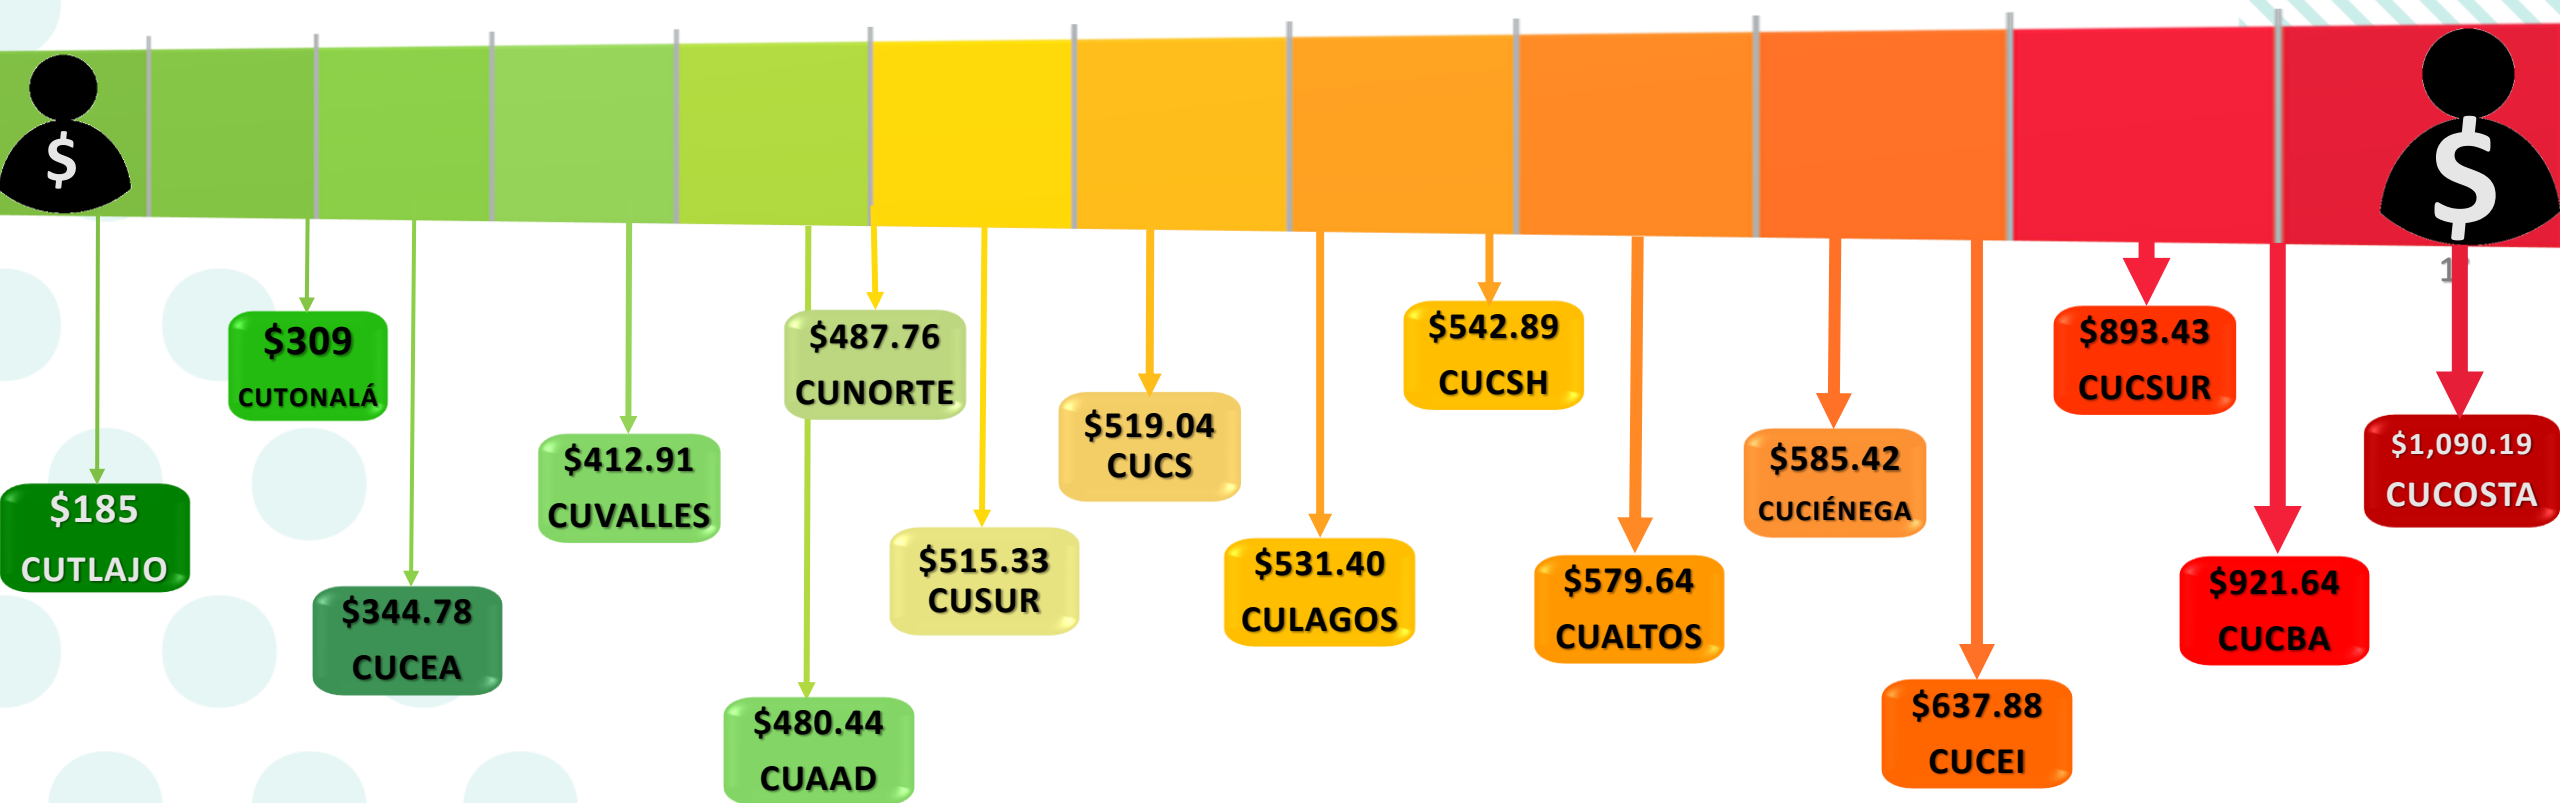 $
$
1
$309
CUTONALÁ
$185
CUTLAJO
$344.78
CUCEA
$412.91
CUVALLES
$487.76
CUNORTE
$480.44
CUAAD
$515.33
CUSUR
$519.04
CUCS
$531.40
CULAGOS
$542.89
CUCSH
$579.64
CUALTOS
$585.42
CUCIÉNEGA
$637.88
CUCEI
$893.43
CUCSUR
$921.64
CUCBA
$1,090.19
CUCOSTA